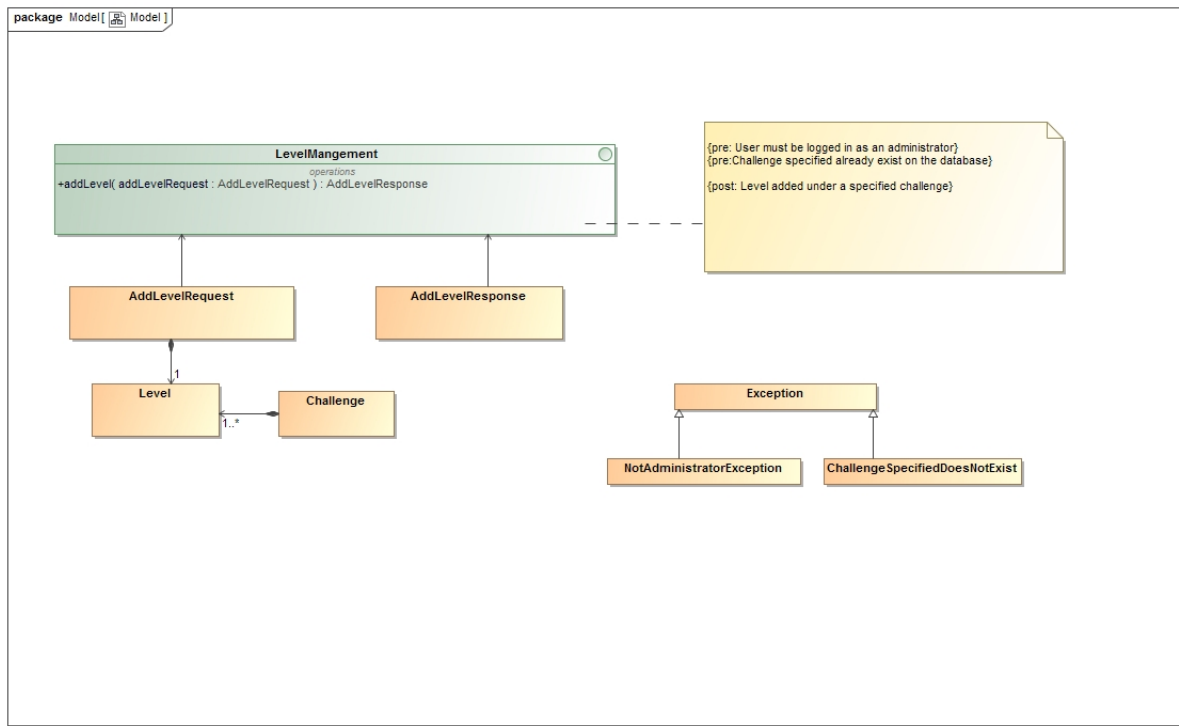 package Model[ Model ]
LevelMangement
operations
+addLevel( addLevelRequest : AddLevelRequest ) : AddLevelResponse
{pre: User must be logged in as an administrator}
{pre:Challenge specified already exist on the database}
{post: Level added under a specified challenge}
AddLevelRequest
AddLevelResponse
1
Level
Challenge
1..*
Exception
NotAdministratorException
ChallengeSpecifiedDoesNotExist